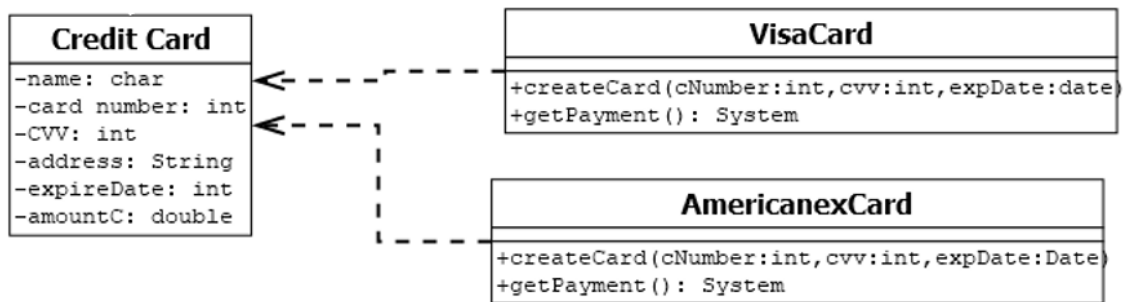 Credit Card
-name: char
-card number: int
-CVV: int
-address: String
-expireDate: int
-amountC: double
VisaCard
+createCard(cNumber:int,cvv:int,expDate:date)
+getPayment(): System
AmericanexCard
+createCard(cNumber:int,cvv:int,expDate:Date)
+getPayment(): System